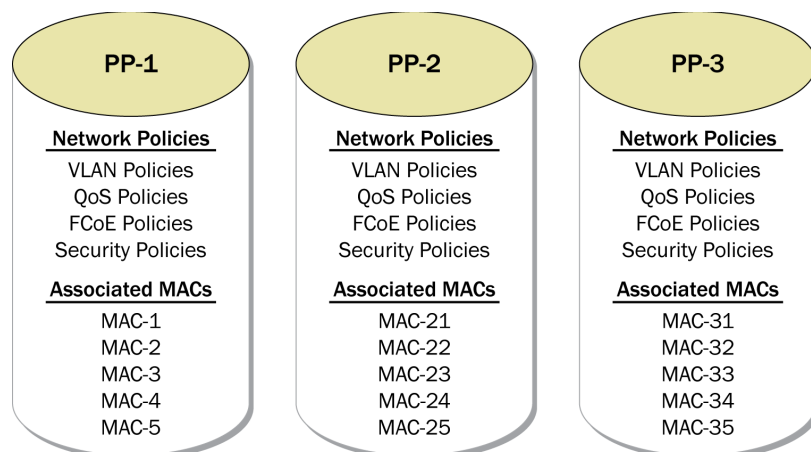 PP-1
Network Policies
VLAN Policies
QoS Policies
FCoE Policies
Security Policies
Associated MACs
MAC-1
MAC-2
MAC-3
MAC-4
MAC-5
PP-2
Network Policies
VLAN Policies
QoS Policies
FCoE Policies
Security Policies
Associated MACs
MAC-21
MAC-22
MAC-23
MAC-24
MAC-25
PP-3
Network Policies
VLAN Policies
QoS Policies
FCoE Policies
Security Policies
Associated MACs
MAC-31
MAC-32
MAC-33
MAC-34
MAC-35